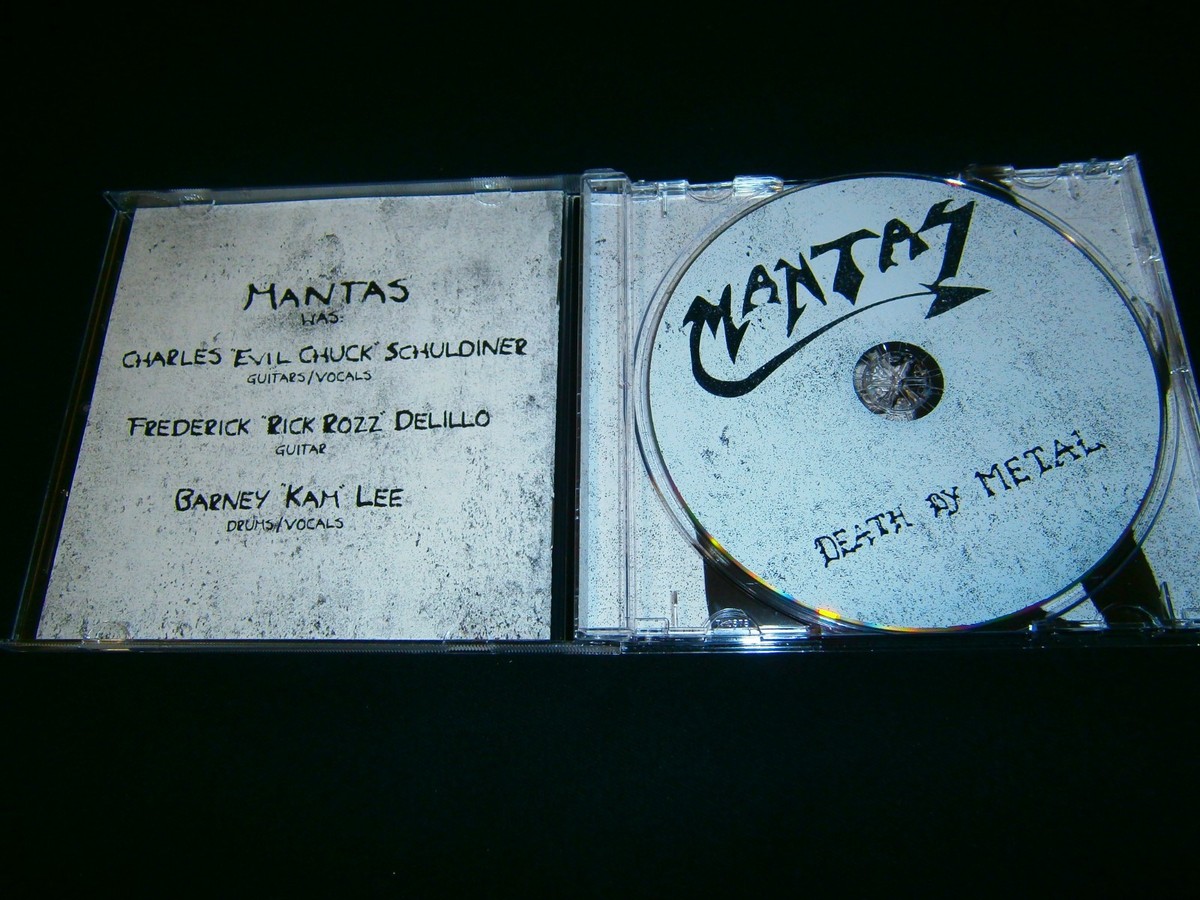 MANTAS
WAS:
CHARLES "EVIL CHUCK" SCHULDINER
GUITARS/VOCALS
FREDERICK "RICK ROZZ" DELILLO
GUITAR
BARNEY "KAM" LEE
DRUMS/VOCALS
MANTAS
DEATH BY METAL